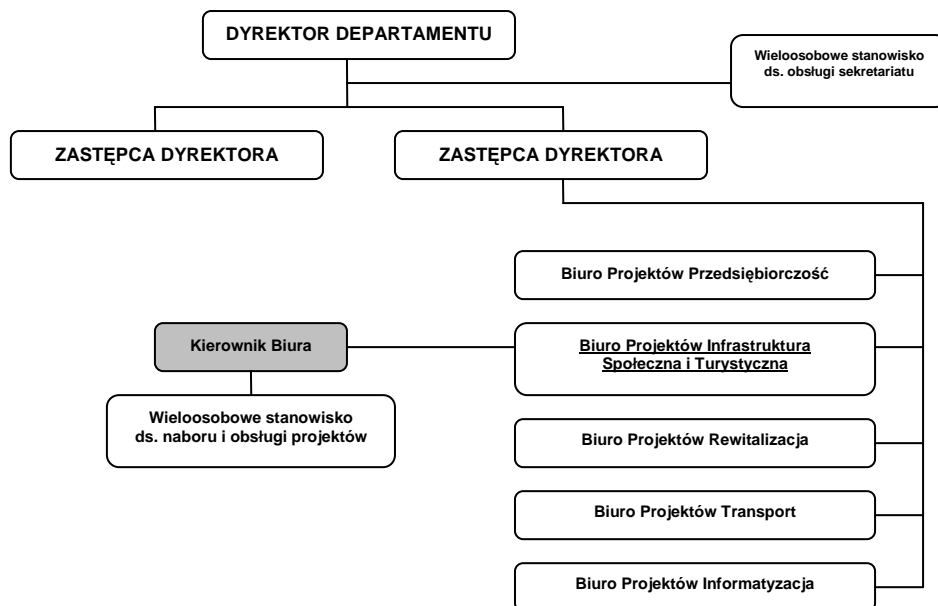 DYREKTOR DEPARTAMENTU
Wieloosobowe stanowisko
ds. obsługi sekretariatu
ZASTĘPCA DYREKTORA
ZASTĘPCA DYREKTORA
Biuro Projektów Przedsiębiorczość
Kierownik Biura
Biuro Projektów Infrastruktura
Społeczna i Turystyczna
Wieloosobowe stanowisko
ds. naboru i obsługi projektów
Biuro Projektów Rewitalizacja
Biuro Projektów Transport
Biuro Projektów Informatyzacja